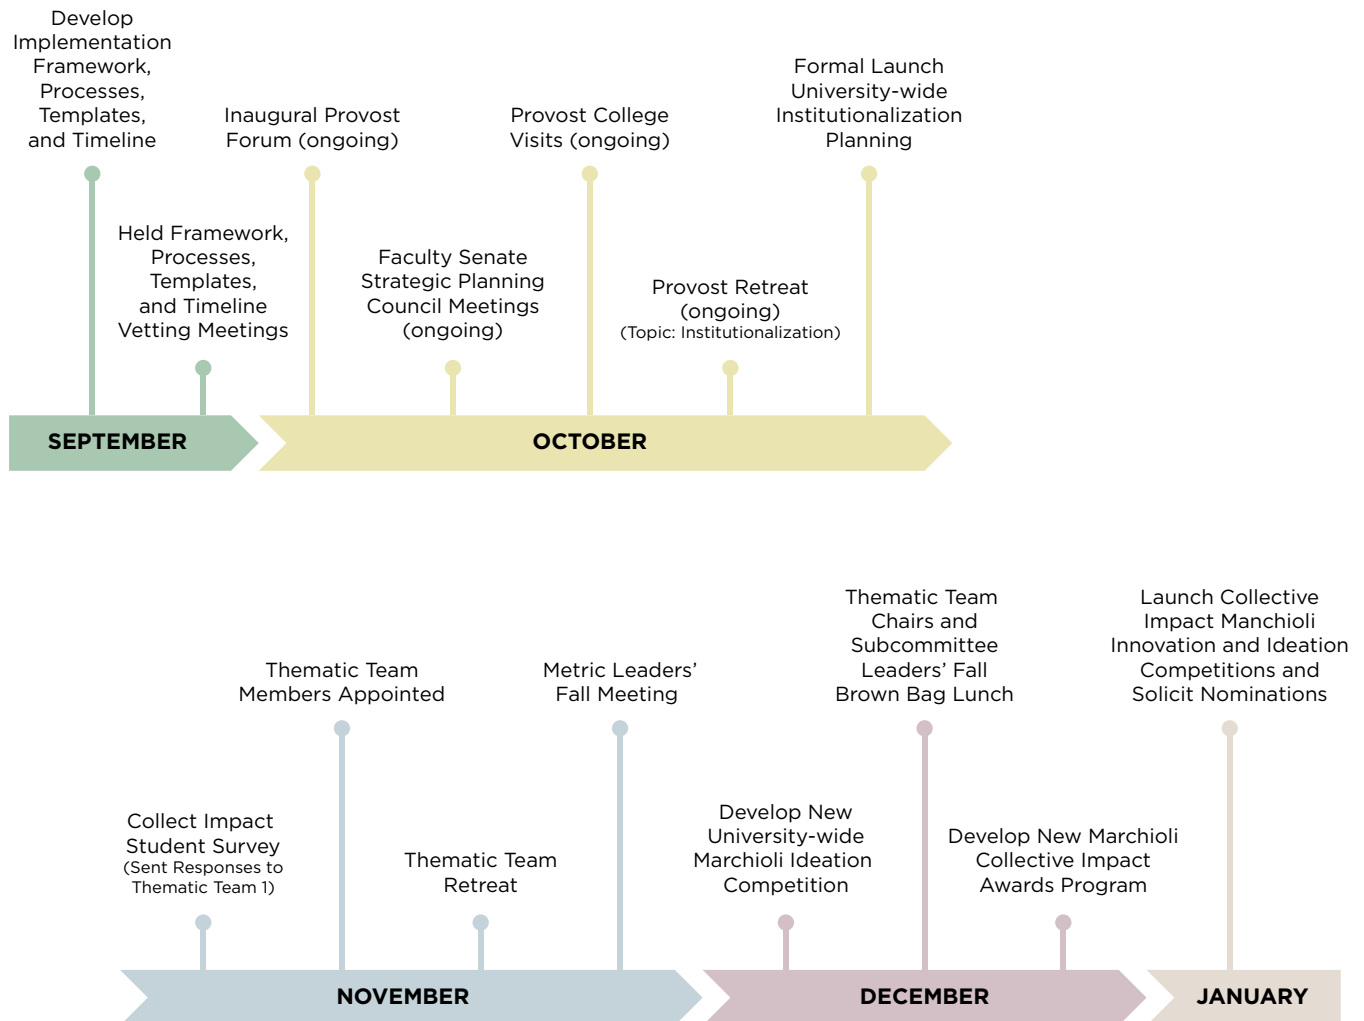 Develop
Implementation
Framework,
Processes,
Templates,
and Timeline
Held Framework,
Processes,
Templates,
and Timeline
Vetting Meetings
Inaugural Provost
Forum (ongoing)
Faculty Senate
Strategic Planning
Council Meetings
(ongoing)
Provost College
Visits (ongoing)
Provost Retreat
(ongoing)
(Topic: Institutionalization)
Formal Launch
University-wide
Institutionalization
Planning
SEPTEMBER
OCTOBER
Collect Impact
Student Survey
(Sent Responses to
Thematic Team 1)
Thematic Team
Members Appointed
Thematic Team
Retreat
Metric Leaders’
Fall Meeting
Develop New
University-wide
Marchioli Ideation
Competition
Thematic Team
Chairs and
Subcommittee
Leaders’ Fall
Brown Bag Lunch
Develop New Marchioli
Collective Impact
Awards Program
Launch Collective
Impact Manchioli
Innovation and Ideation
Competitions and
Solicit Nominations
NOVEMBER
DECEMBER
JANUARY